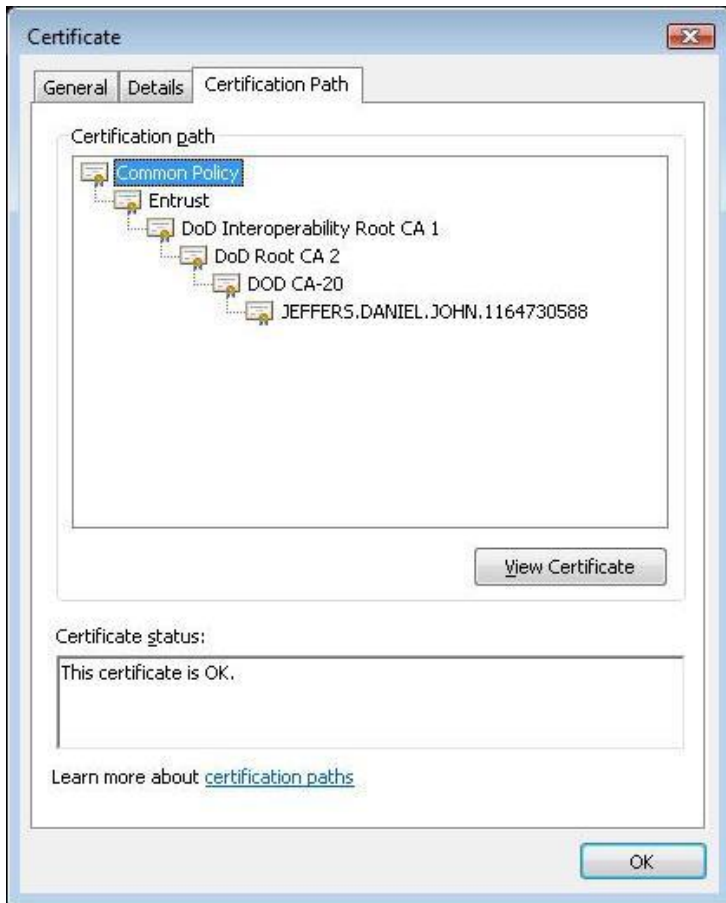 Certificate
General
Details
Certification Path
Certification path
Common Policy
Entrust
DoD Interoperability Root CA 1
DoD Root CA 2
DOD CA-20
JEFFERS.DANIEL.JOHN.1164730588
View Certificate
Certificate status:
This certificate is OK.
Learn more about certification paths
OK